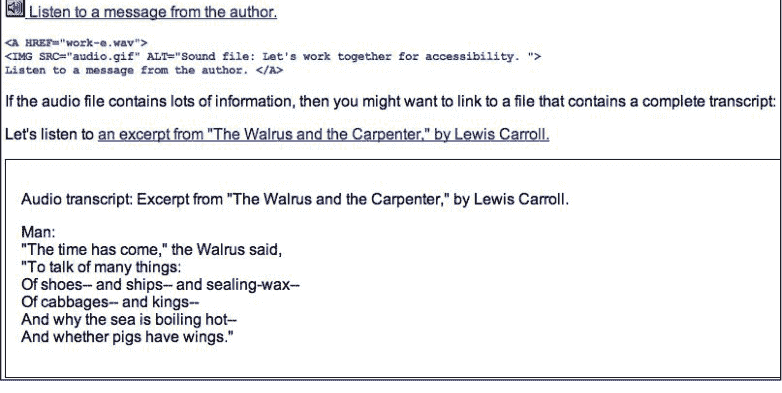 Listen to a message from the author.
<A HREF="work-e.wav">
<IMG SRC="audio.gif" ALT="Sound file: Let's work together for accessibility. ">
Listen to a message from the author. </A>
If the audio file contains lots of information, then you might want to link to a file that contains a complete transcript:
Let's listen to an excerpt from "The Walrus and the Carpenter," by Lewis Carroll.
Audio transcript: Excerpt from "The Walrus and the Carpenter," by Lewis Carroll.
Man:
"The time has come," the Walrus said,
"To talk of many things:
Of shoes-- and ships-- and sealing-wax--
Of cabbages-- and kings--
And why the sea is boiling hot--
And whether pigs have wings."